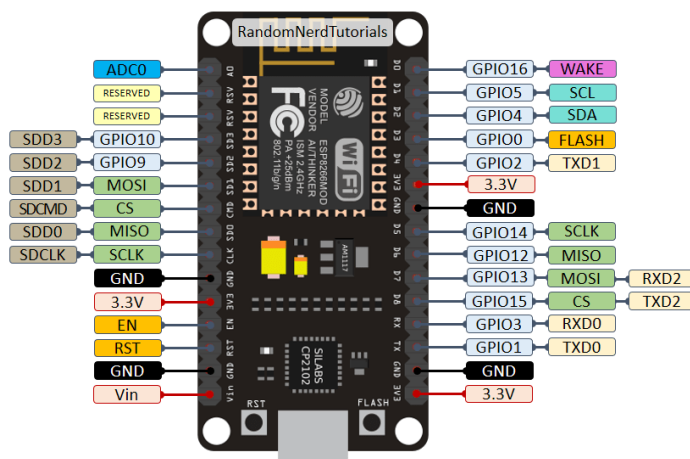 RandomNerdTutorials
ADC0
RESERVED
RESERVED
SDD3 GPIO10
SDD2 GPIO9
SDD1 MOSI
SDCMD CS
SDD0 MISO
SDCLK SCLK
GND
3.3V
EN
RST
GND
Vin
A0
RSV
RSV
SD3
SD2
SD1
CMD
SD0
CLK
GND
3V3
EN
RST
GND
Vin
MODEL ESP8266MOD
VENDOR AI/THINKER
ISM 2.4GHz
PA +25dBm
802.11b/g/n
FC
Wi Fi
AM1117
SILABS
CP2102
RST
FLASH
D0
D1
D2
D3
D4
3V3
GND
D5
D6
D7
D8
RX
TX
GND
3V3
GPIO16 WAKE
GPIO5 SCL
GPIO4 SDA
GPIO0 FLASH
GPIO2 TXD1
3.3V
GND
GPIO14 SCLK
GPIO12 MISO
GPIO13 MOSI RXD2
GPIO15 CS TXD2
GPIO3 RXD0
GPIO1 TXD0
GND
3.3V